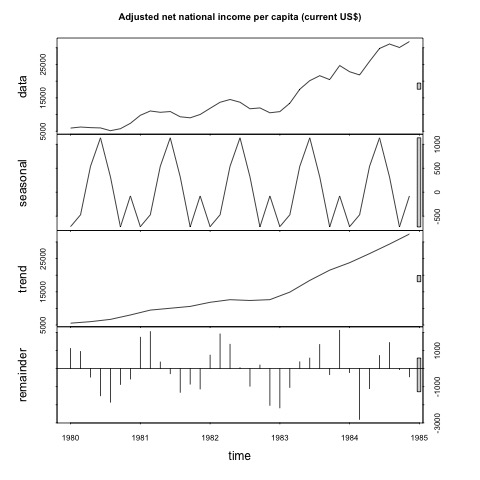 Adjusted net national income per capita (current US$)
data
5000 15000 25000
seasonal
-500 0 500 1000
trend
5000 15000 25000
remainder
-3000 -1000 1000
1980 1981 1982 1983 1984 1985
time